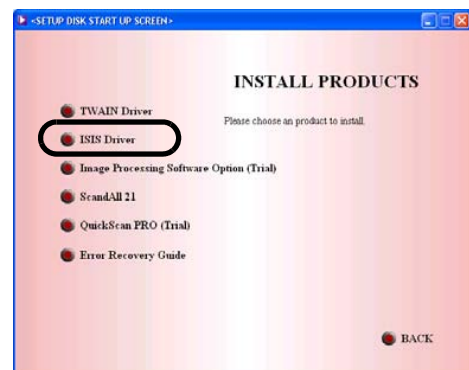 <SETUP DISK START UP SCREEN>
INSTALL PRODUCTS
Please choose an product to install.
TWAIN Driver
ISIS Driver
Image Processing Software Option (Trial)
ScandAll 21
QuickScan PRO (Trial)
Error Recovery Guide
BACK